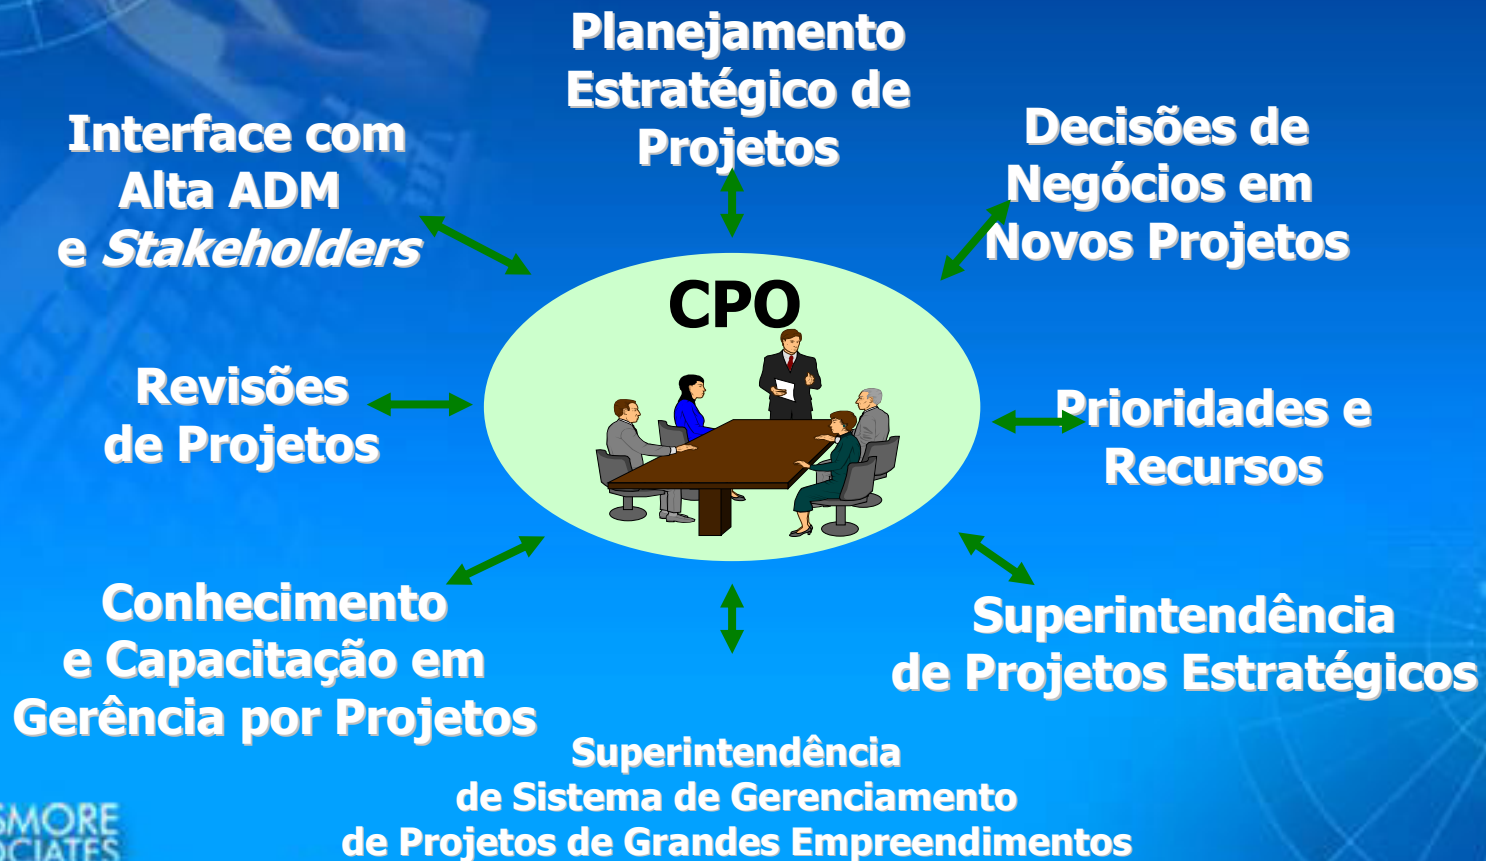 Planejamento
Estratégico de
Projetos
Interface com
Alta ADM
e Stakeholders
Decisões de
Negócios em
Novos Projetos
CPO
Revisões
de Projetos
Prioridades e
Recursos
Conhecimento
e Capacitação em
Gerência por Projetos
Superintendência
de Projetos Estratégicos
Superintendência
de Sistema de Gerenciamento
de Projetos de Grandes Empreendimentos